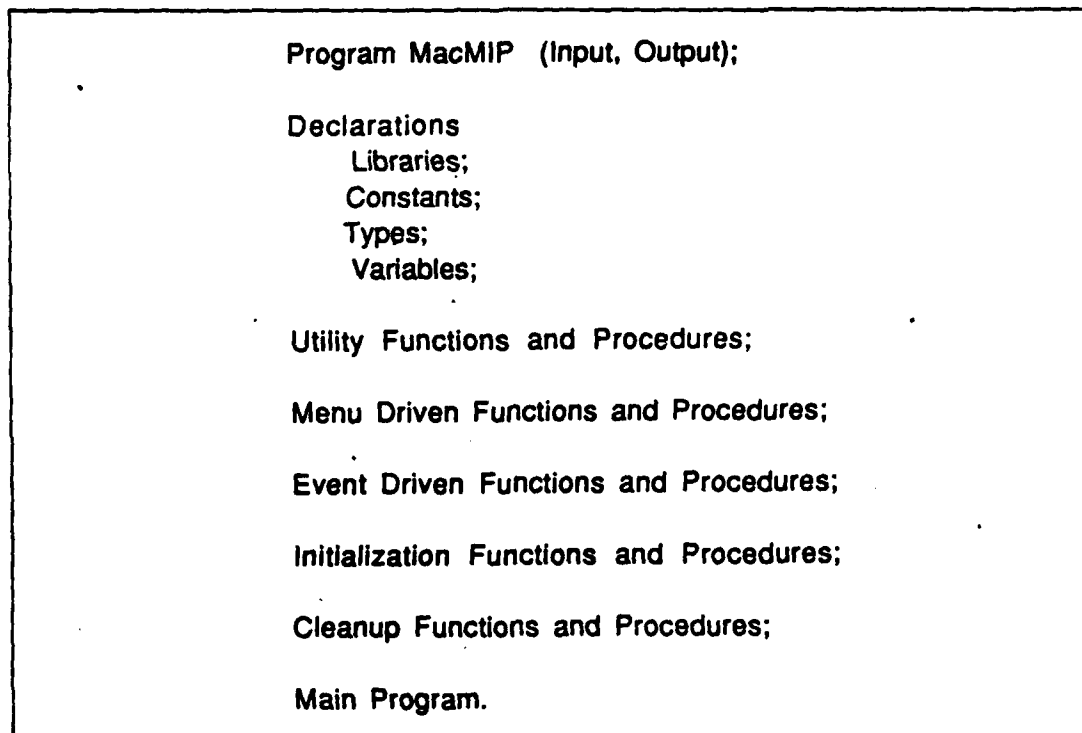 Program MacMIP (Input, Output);
Declarations
Libraries;
Constants;
Types;
Variables;
Utility Functions and Procedures;
Menu Driven Functions and Procedures;
Event Driven Functions and Procedures;
Initialization Functions and Procedures;
Cleanup Functions and Procedures;
Main Program.